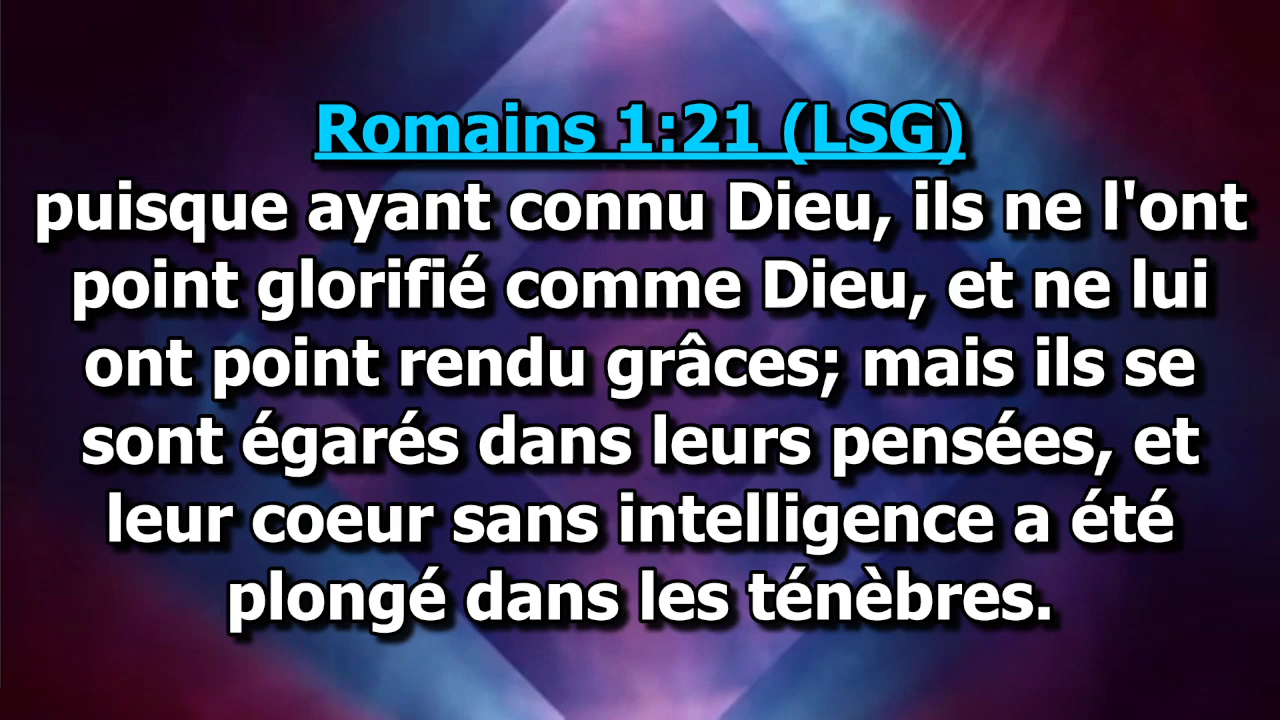 Romains 1:21 (LSG)
puisque ayant connu Dieu, ils ne l'ont
point glorifié comme Dieu, et ne lui
ont point rendu grâces; mais ils se
sont égarés dans leurs pensées, et
leur coeur sans intelligence a été
plongé dans les ténèbres.